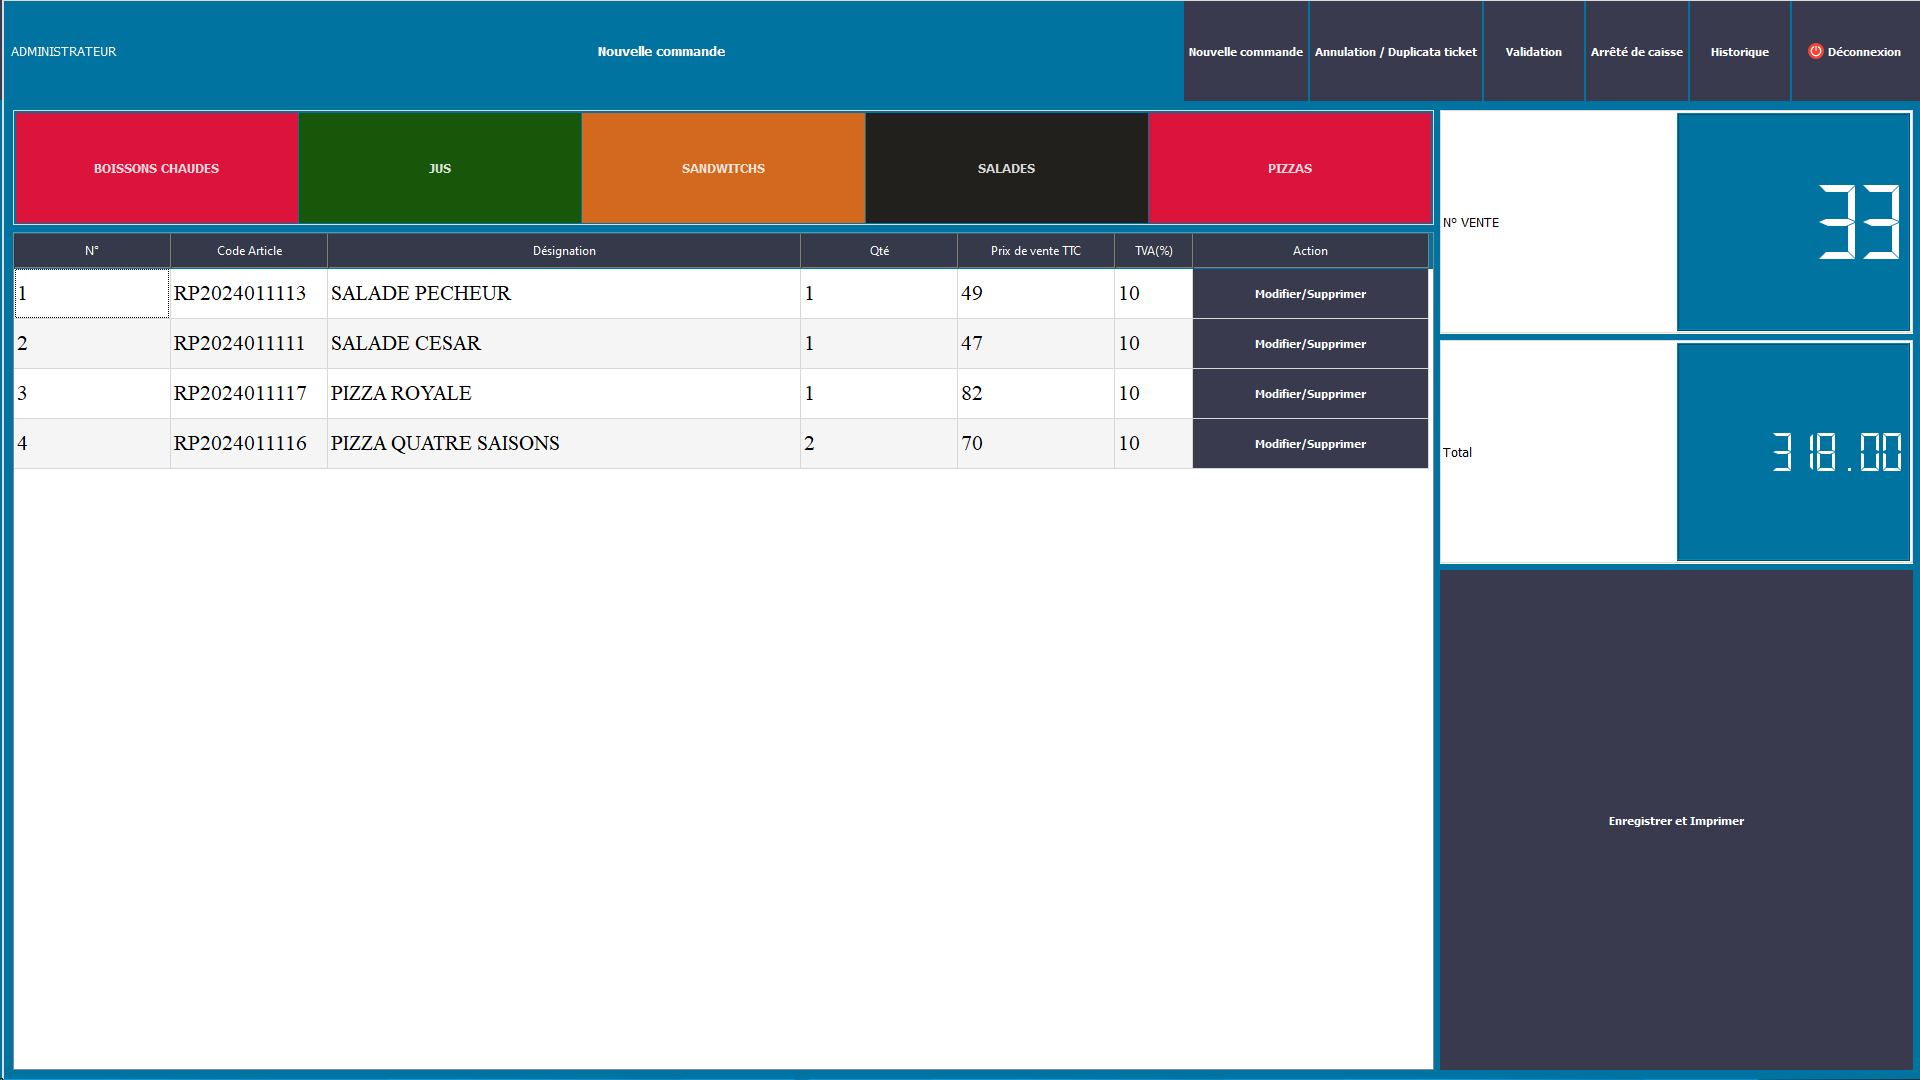 ADMINISTRATEUR Nouvelle commande Nouvelle commande Annulation / Duplicata ticket Validation Arrêté de caisse Historique Déconnexion
BOISSONS CHAUDES JUS SANDWITCHS SALADES PIZZAS
N° Code Article Désignation Qté Prix de vente TTC TVA(%) Action
1 RP2024011113 SALADE PECHEUR 1 49 10 Modifier/Supprimer
2 RP2024011111 SALADE CESAR 1 47 10 Modifier/Supprimer
3 RP2024011117 PIZZA ROYALE 1 82 10 Modifier/Supprimer
4 RP2024011116 PIZZA QUATRE SAISONS 2 70 10 Modifier/Supprimer
N° VENTE 33
Total 318.00
Enregistrer et Imprimer